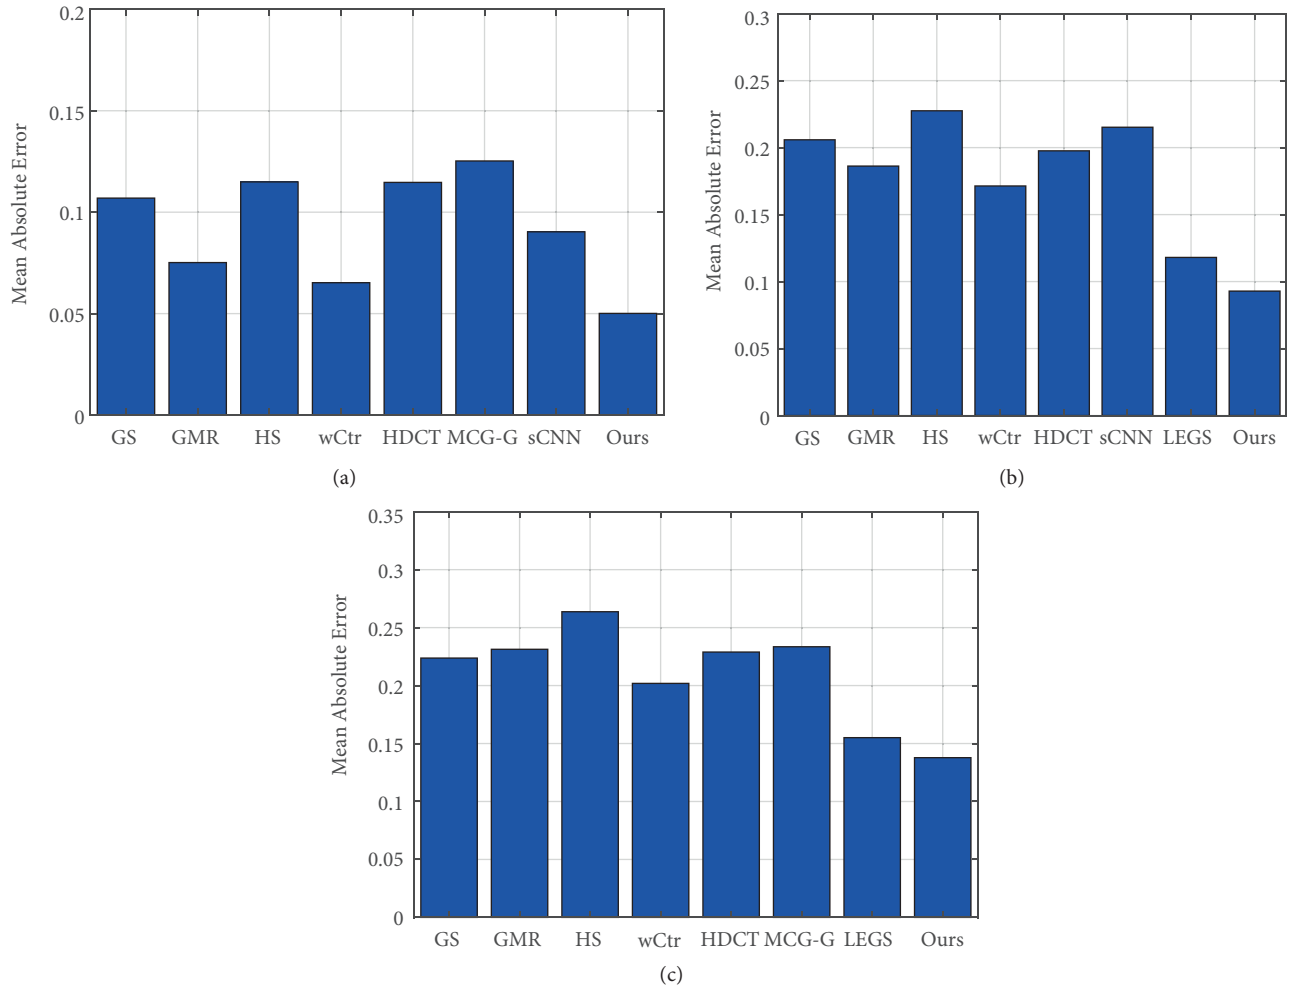 0.2
0.15
0.1
0.05
0
Mean Absolute Error
GS GMR HS wCtr HDCT MCG-G sCNN Ours
(a)
0.3
0.25
0.2
0.15
0.1
0.05
0
Mean Absolute Error
GS GMR HS wCtr HDCT sCNN LEGS Ours
(b)
0.35
0.3
0.25
0.2
0.15
0.1
0.05
0
Mean Absolute Error
GS GMR HS wCtr HDCT MCG-G LEGS Ours
(c)